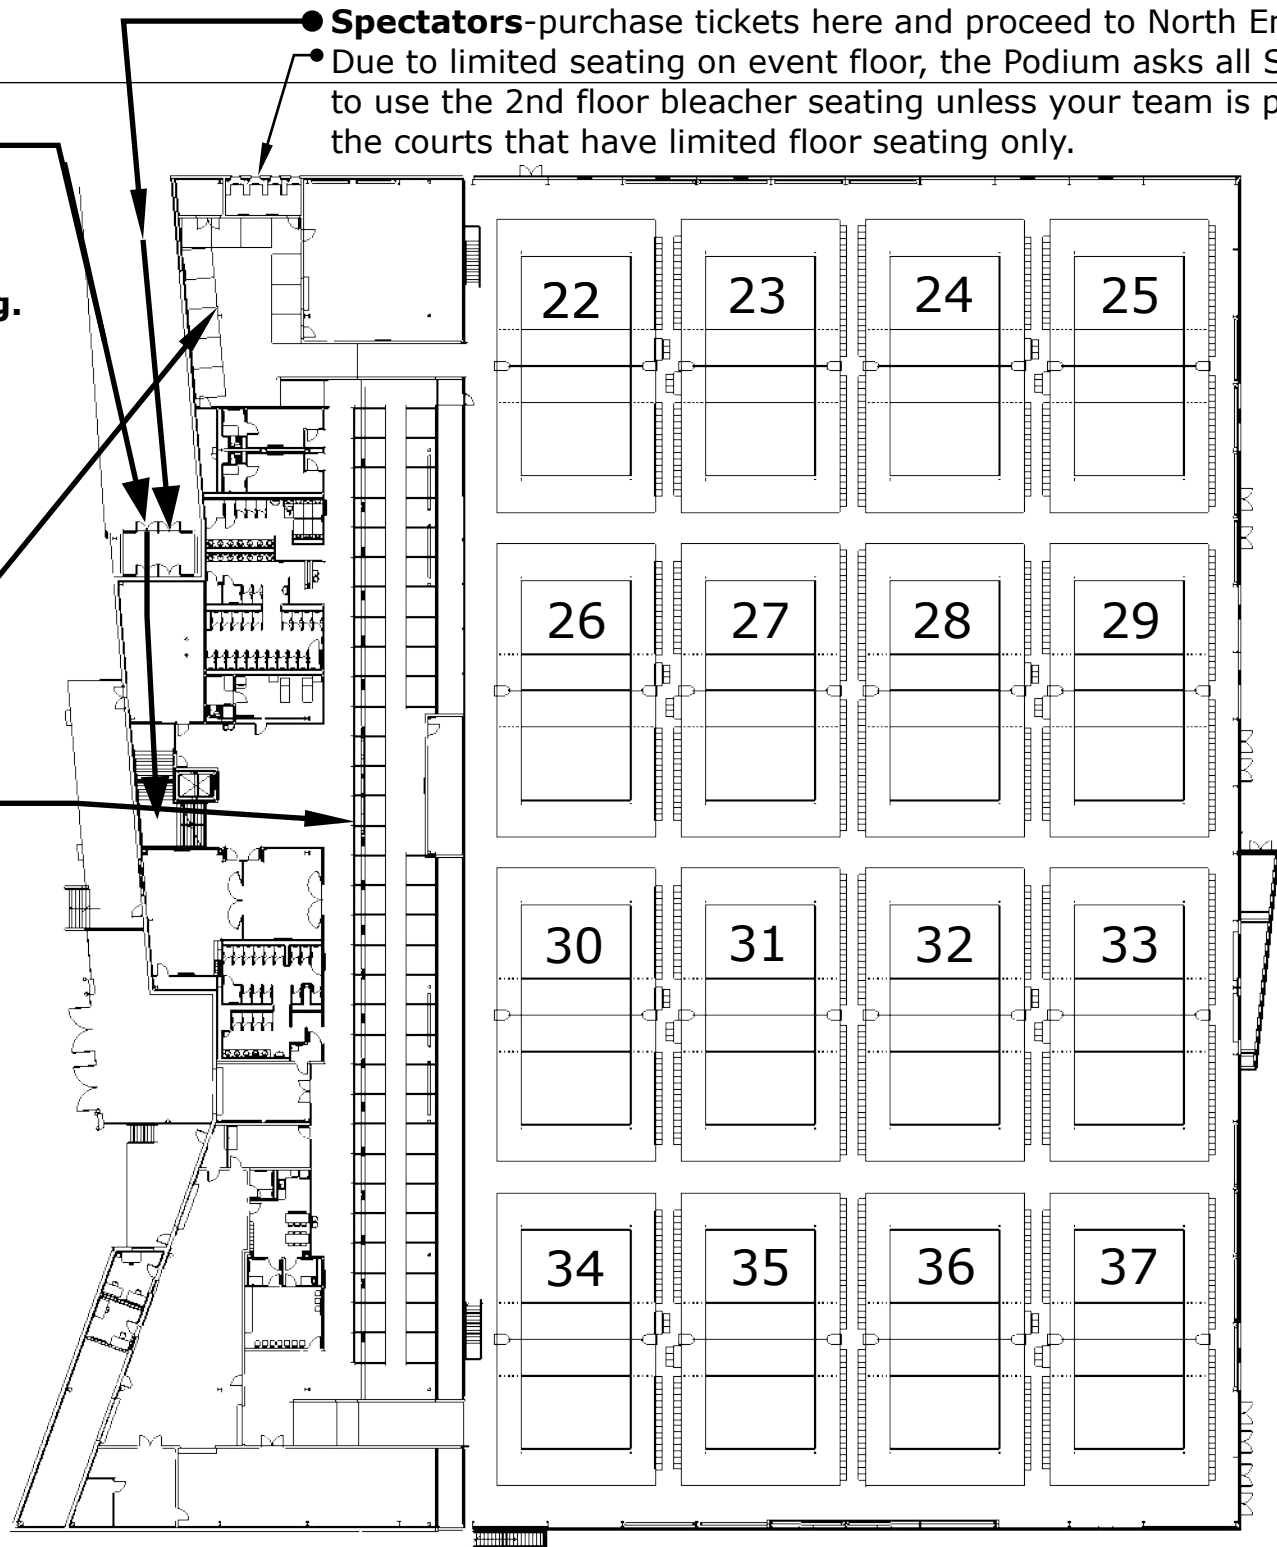 Spectators-purchase tickets here and proceed to North En
Due to limited seating on event floor, the Podium asks all S
to use the 2nd floor bleacher seating unless your team is p
the courts that have limited floor seating only.
g.
22 23 24 25
26 27 28 29
30 31 32 33
34 35 36 37